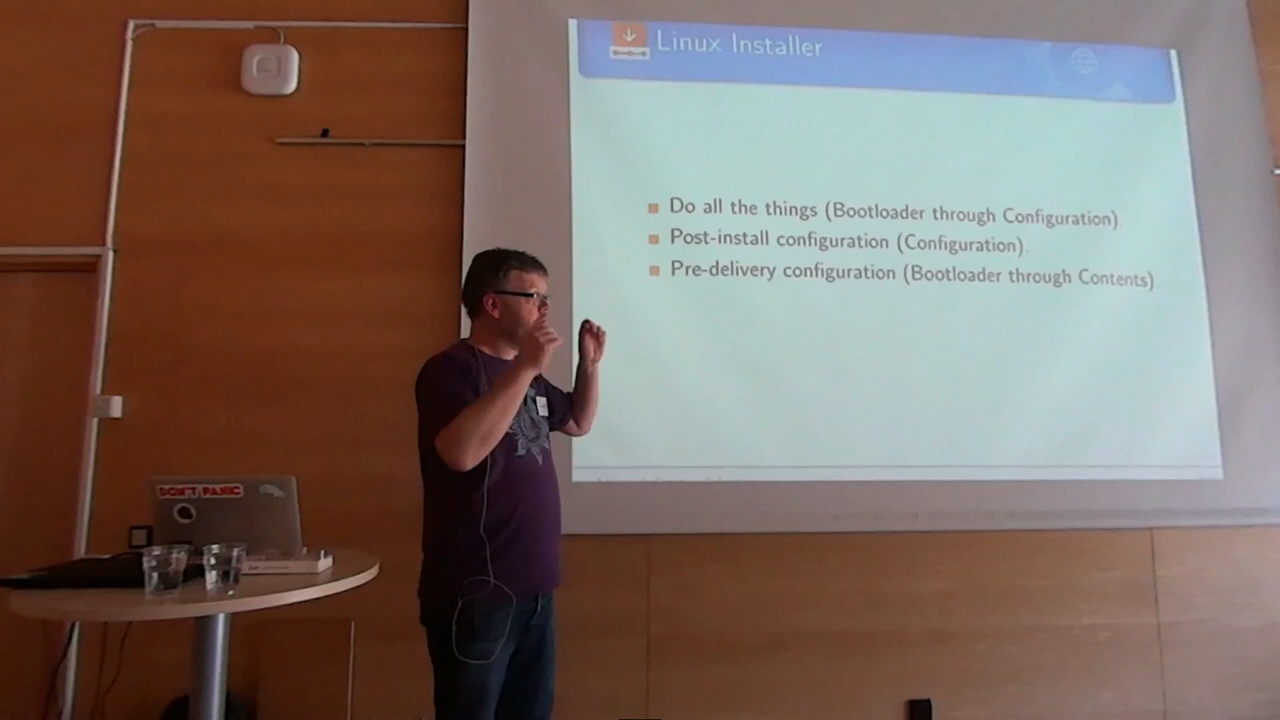 Linux Installer
Do all the things (Bootloader through Configuration).
Post-install configuration (Configuration).
Pre-delivery configuration (Bootloader through Contents).
DON'T PANIC